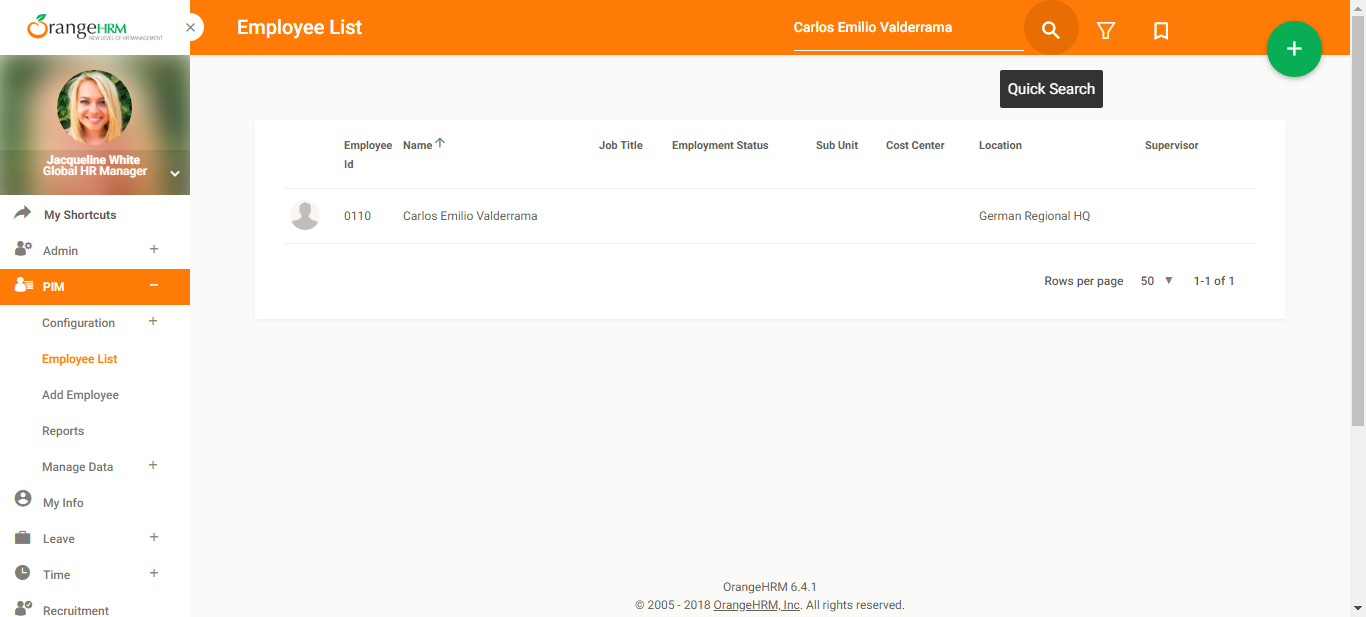 OrangeHRM
NEW LEVEL OF HR MANAGEMENT
Employee List
Carlos Emilio Valderrama
Quick Search
Jacqueline White
Global HR Manager
My Shortcuts
Admin +
PIM −
Configuration +
Employee List
Add Employee
Reports
Manage Data +
My Info
Leave +
Time +
Recruitment
Employee Id Name Job Title Employment Status Sub Unit Cost Center Location Supervisor
0110 Carlos Emilio Valderrama German Regional HQ
Rows per page 50 1-1 of 1
OrangeHRM 6.4.1
© 2005 - 2018 OrangeHRM, Inc. All rights reserved.